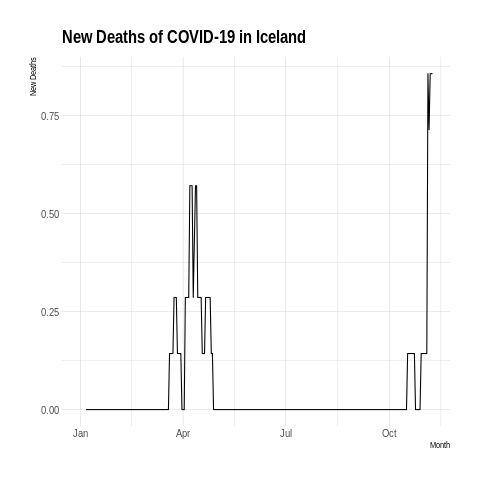 New Deaths of COVID-19 in Iceland
New Deaths
0.75
0.50
0.25
0.00
Jan Apr Jul Oct
Month